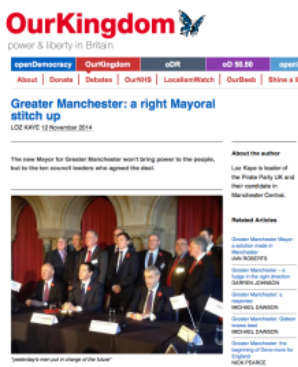 OurKingdom
power & liberty in Britain
openDemocracy OurKingdom oDR oD 50.50 open
About Donate Debates OurNHS LocalismWatch OurBeeb Shine a l
Greater Manchester: a right Mayoral
stitch up
LOZ KAYE 12 November 2014
The new Mayor for Greater Manchester won't bring power to the people,
but to the ten council leaders who agreed the deal.
"yesterday's men put in charge of the future"
About the author
Loz Kaye is leader of
the Pirate Party UK and
their candidate in
Manchester Central.
Related Articles
Greater Manchester Mayor:
a solution made in
Manchester
IAIN ROBERTS
Greater Manchester - a
nudge in the right direction
DARREN JOHNSON
Greater Manchester: a
MICHAEL DAWSON
Greater Manchester: Gideon
knows best
MICHAEL DAWSON
Greater Manchester: the
beginning of Devo-more for
England
NICK PEARCE